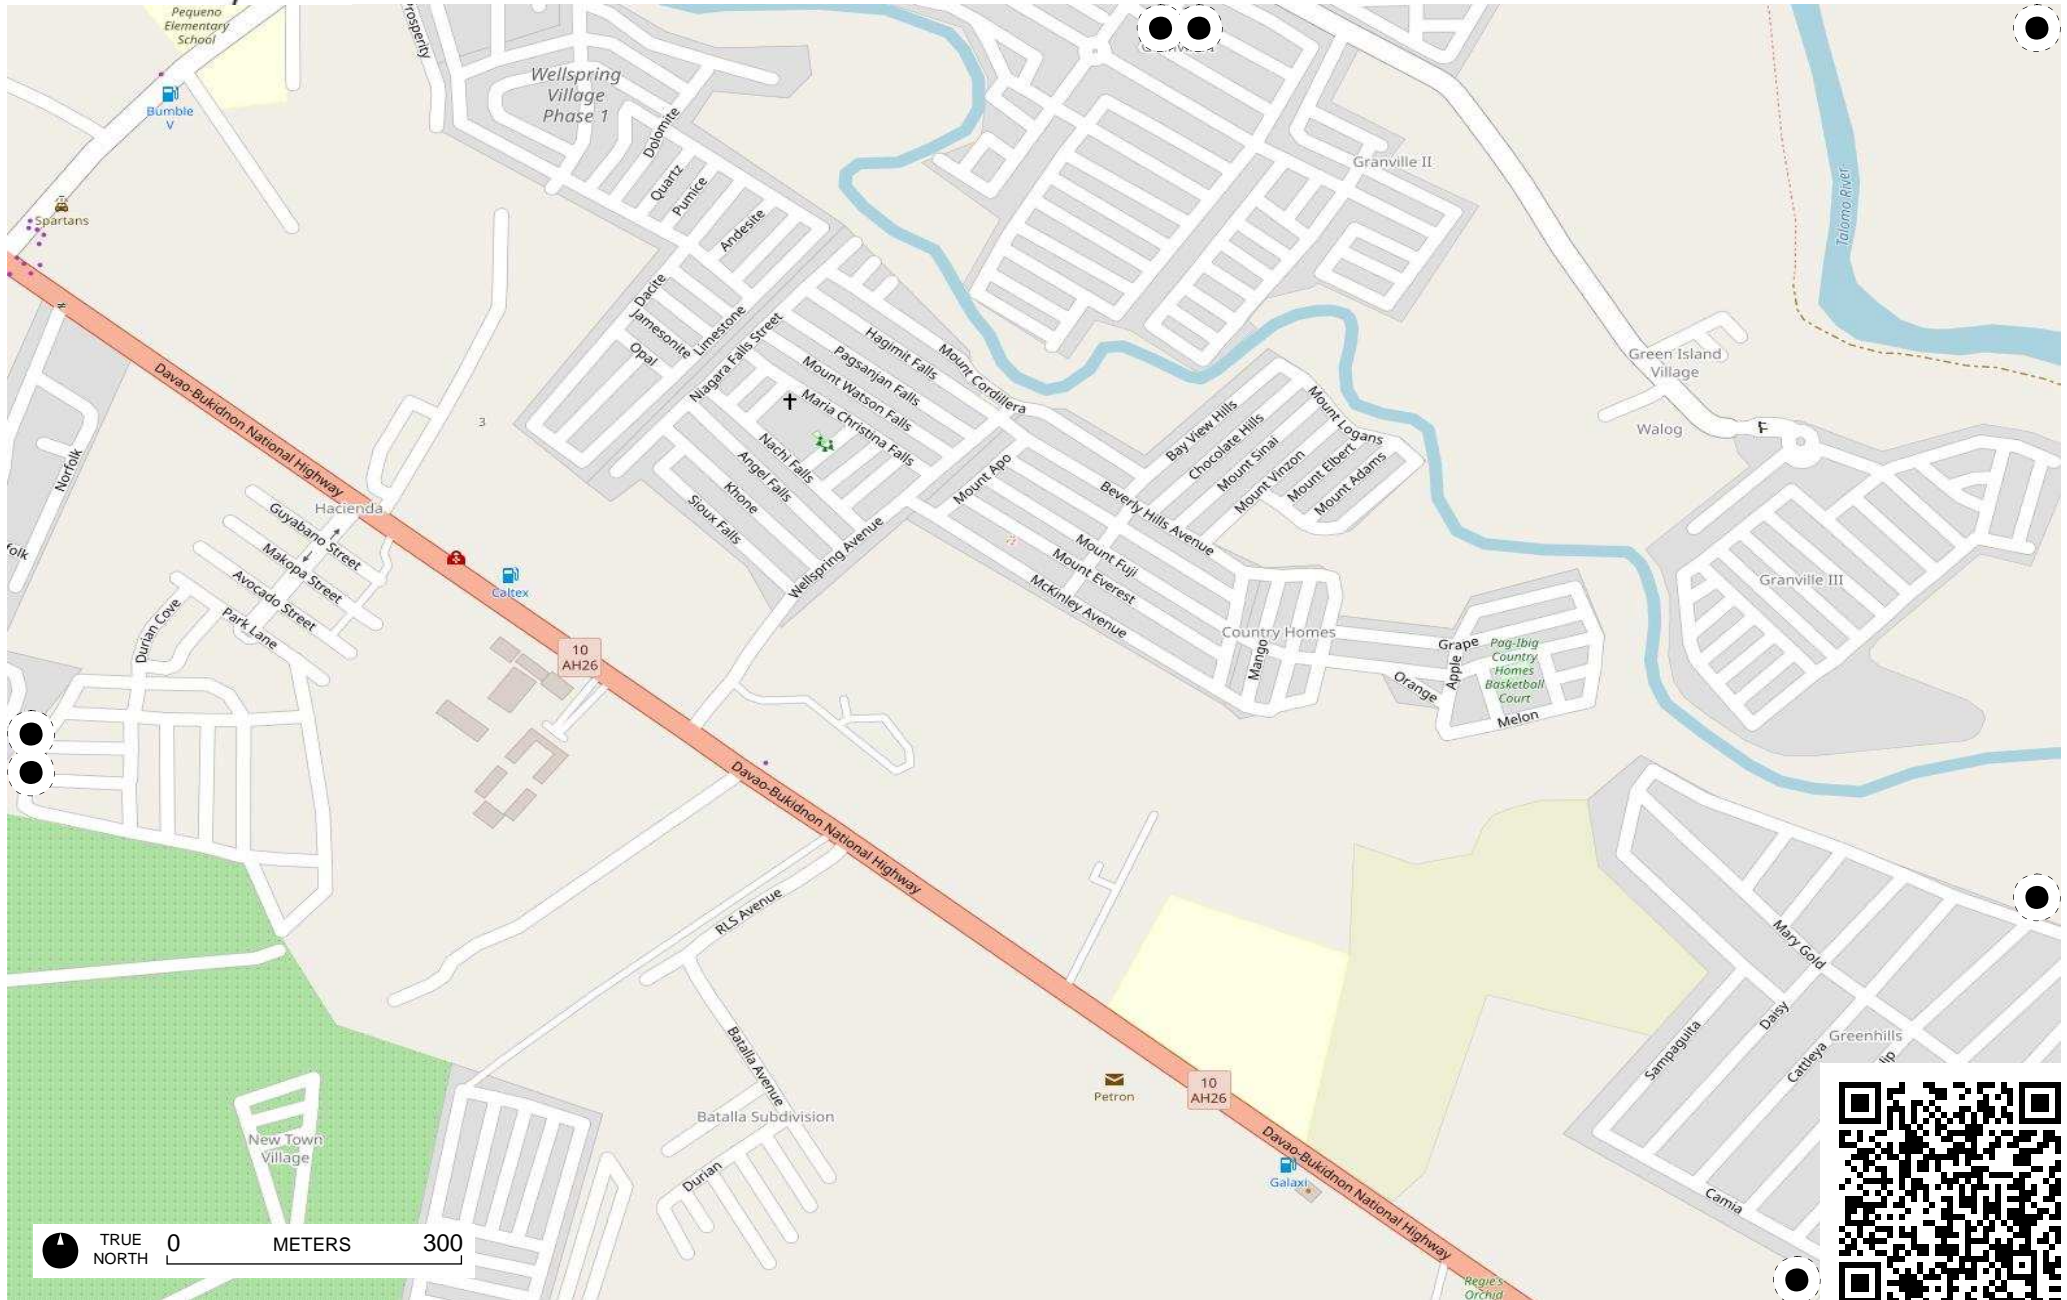 Pequeno
Elementary
School
Prosperity
Bumble
V
Spartans
Wellspring
Village
Phase 1
Dolomite
Quartz
Pumice
Andesite
Granville II
Talomo River
Dacite
Jamesonite
Opal
Limestone
Niagara Falls Street
Hagimit Falls
Mount Cordillera
Pagsanjan Falls
Mount Watson Falls
Maria Christina Falls
Nachi Falls
Angel Falls
Khone
Sioux Falls
Wellspring Avenue
Mount Apo
Beverly Hills Avenue
Bay View Hills
Chocolate Hills
Mount Sinai
Mount Vinzon
Mount Elbert
Mount Adams
Mount Logans
Mount Fuji
Mount Everest
McKinley Avenue
Green Island
Village
Walog
Granville III
Country Homes
Mango
Grape
Apple
Orange
Melon
Pag-Ibig
Country
Homes
Basketball
Court
Davao-Bukidnon National Highway
3
Norfolk
folk
Hacienda
Guyabano Street
Makopa Street
Avocado Street
Park Lane
Durian Cove
Caltex
10
AH26
Davao-Bukidnon National Highway
RLS Avenue
Batalla Avenue
Batalla Subdivision
Durian
New Town
Village
Petron
10
AH26
Galaxi
Davao-Bukidnon National Highway
Regie's
Orchid
Mary Gold
Daisy
Sampaguita
Cattleya
Greenhills
lip
Camia
TRUE
NORTH
0 METERS 300